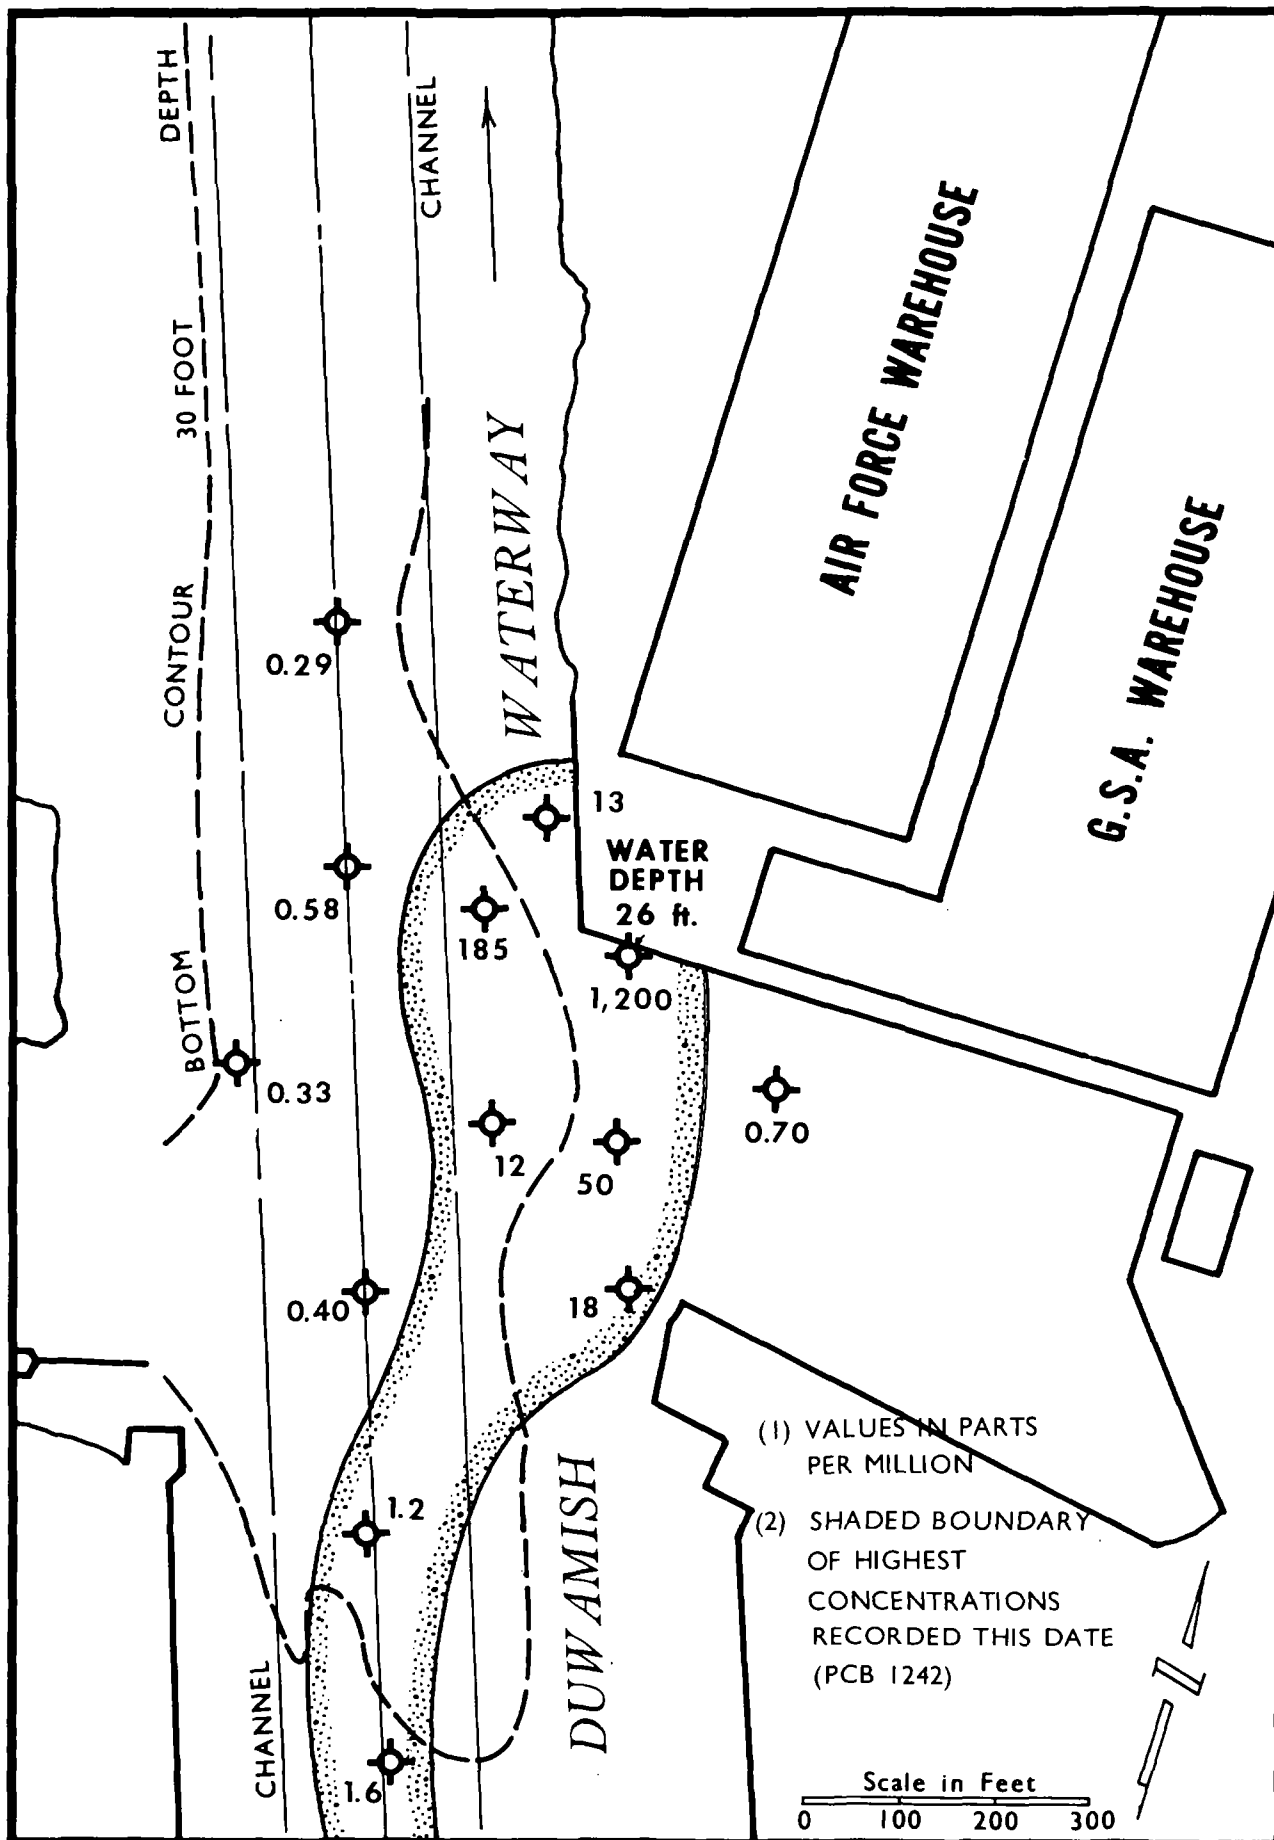 DEPTH
CHANNEL
30 FOOT
AIR FORCE WAREHOUSE
WATERWAY
G.S.A. WAREHOUSE
CONTOUR
0.29
13
WATER
DEPTH
26 ft.
0.58
185
1,200
BOTTOM
0.33
0.70
12
50
0.40
18
(1) VALUES IN PARTS
PER MILLION
1.2
(2) SHADED BOUNDARY
OF HIGHEST
CONCENTRATIONS
RECORDED THIS DATE
(PCB 1242)
DUWAMISH
CHANNEL
1.6
Scale in Feet
0 100 200 300